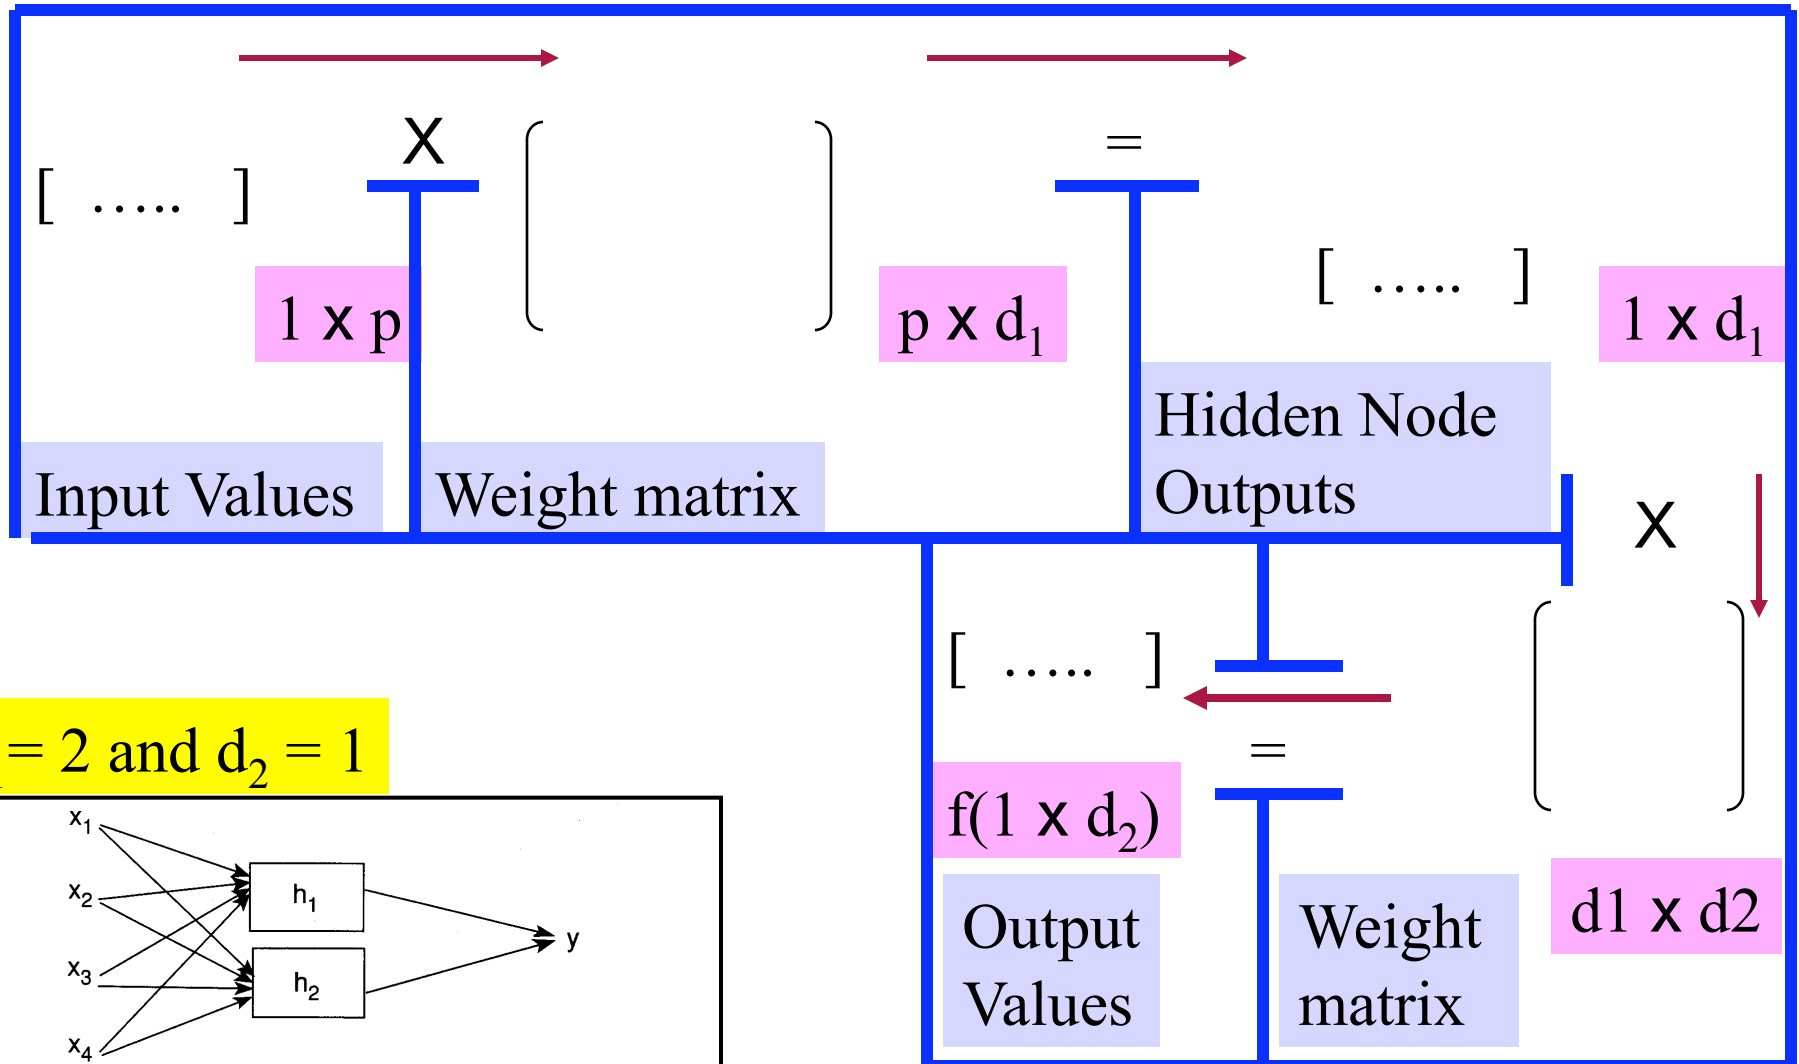 X
=
[ ….. ]
[ ….. ]
1 x p
p x d₁
1 x d₁
Hidden Node
Outputs
Input Values
Weight matrix
X
[ ….. ]
=
= 2 and d₂ = 1
f(1 x d₂)
d1 x d2
Output
Values
Weight
matrix
x₁
x₂
h₁
y
x₃
h₂
x₄